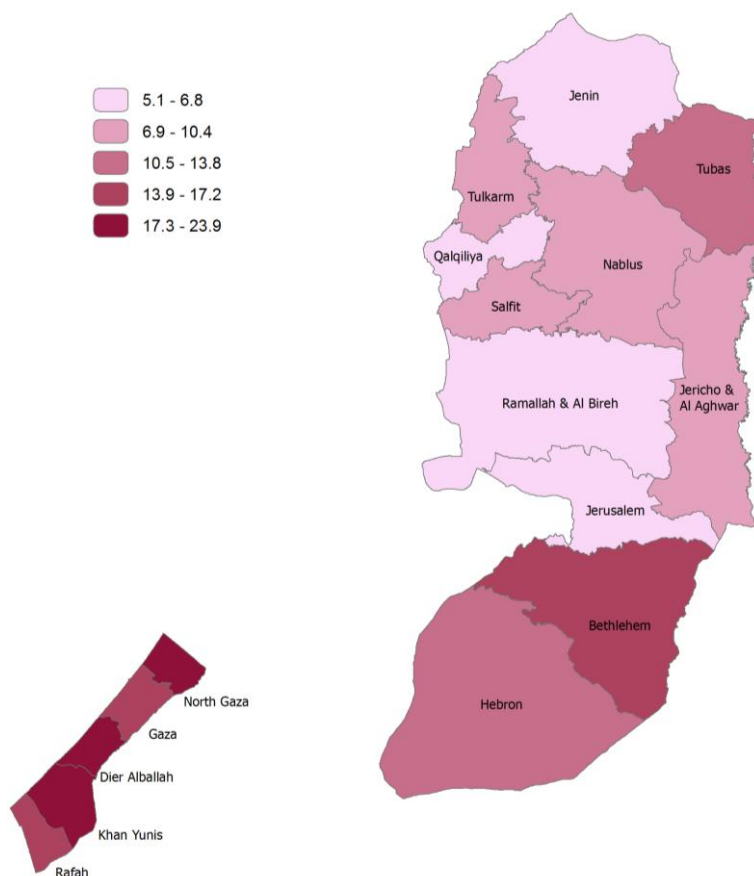 5.1 - 6.8
6.9 - 10.4
10.5 - 13.8
13.9 - 17.2
17.3 - 23.9
Jenin
Tubas
Tulkarm
Qalqiliya
Nablus
Salfit
Ramallah & Al Bireh
Jericho &
Al Aghwar
Jerusalem
Bethlehem
Hebron
North Gaza
Gaza
Dier Alballah
Khan Yunis
Rafah